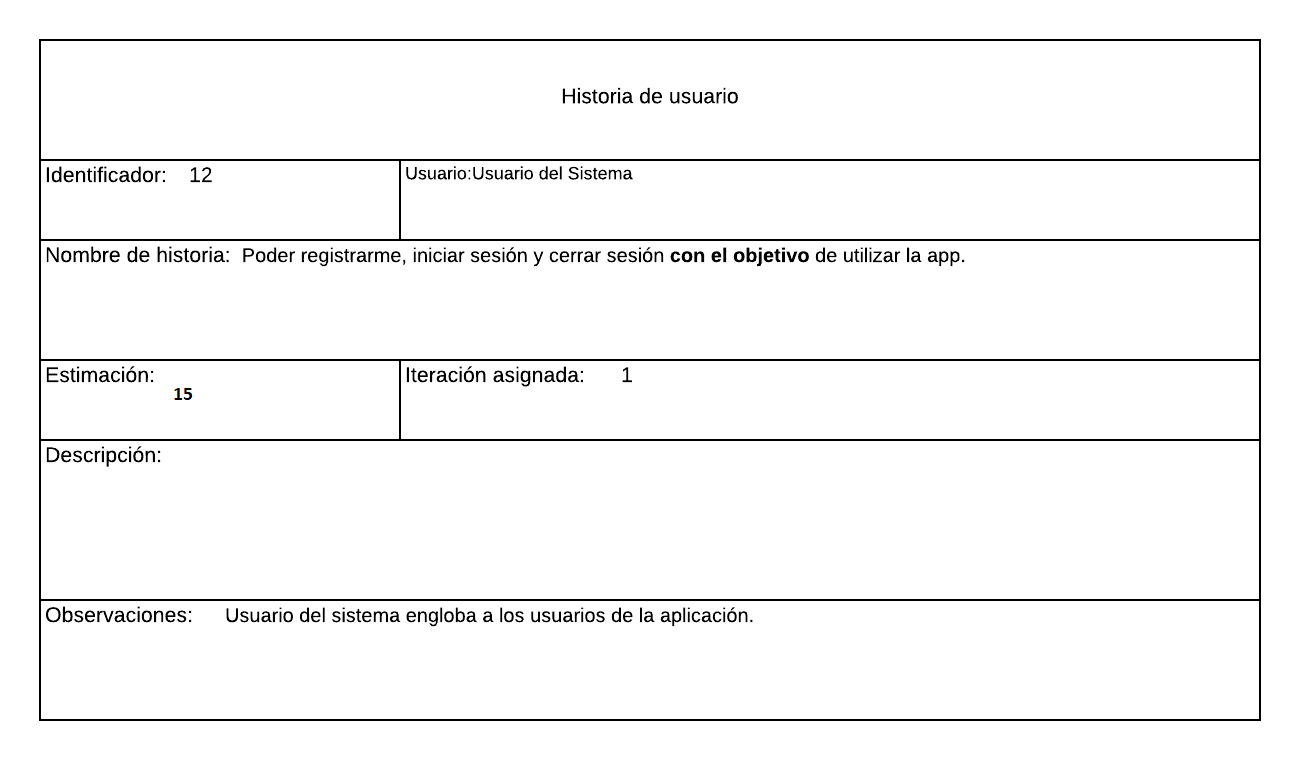 Historia de usuario
Identificador: 12
Usuario:Usuario del Sistema
Nombre de historia: Poder registrarme, iniciar sesión y cerrar sesión con el objetivo de utilizar la app.
Estimación:
15
Iteración asignada: 1
Descripción:
Observaciones: Usuario del sistema engloba a los usuarios de la aplicación.